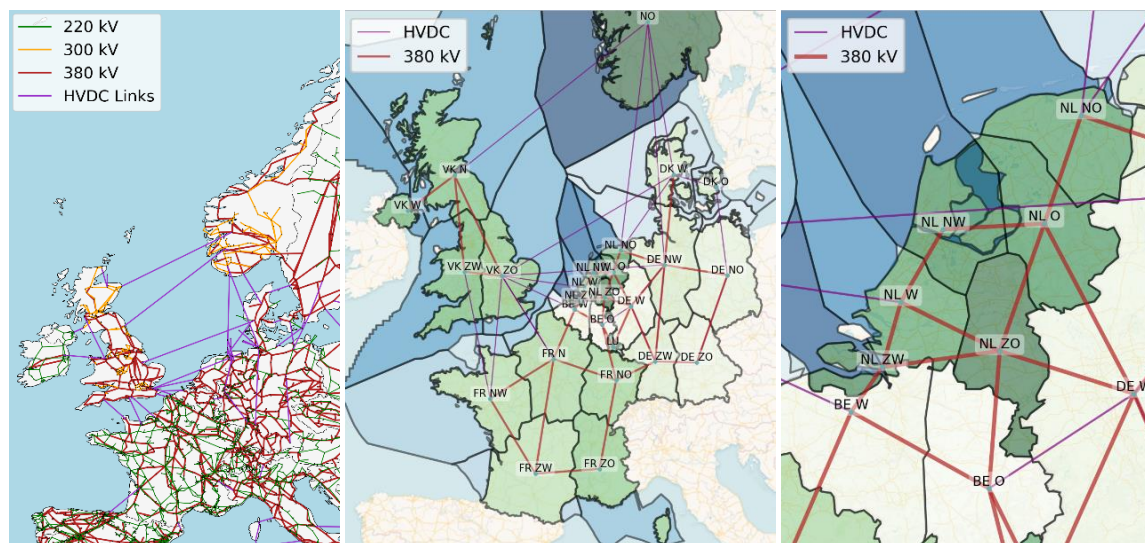 220 kV
300 kV
380 kV
HVDC Links
HVDC
380 kV
NO
VK N
VK W
DK W
DK O
VK ZW
VK ZO
NL NO
NL NW
NL W
NL ZO
DE NW
DE NO
DE W
BE W
BE O
LU
FR N
FR NO
DE ZW
DE ZO
FR NW
FR ZW
FR ZO
HVDC
380 kV
NL NO
NL NW
NL O
NL W
NL ZW
NL ZO
BE W
DE W
BE O